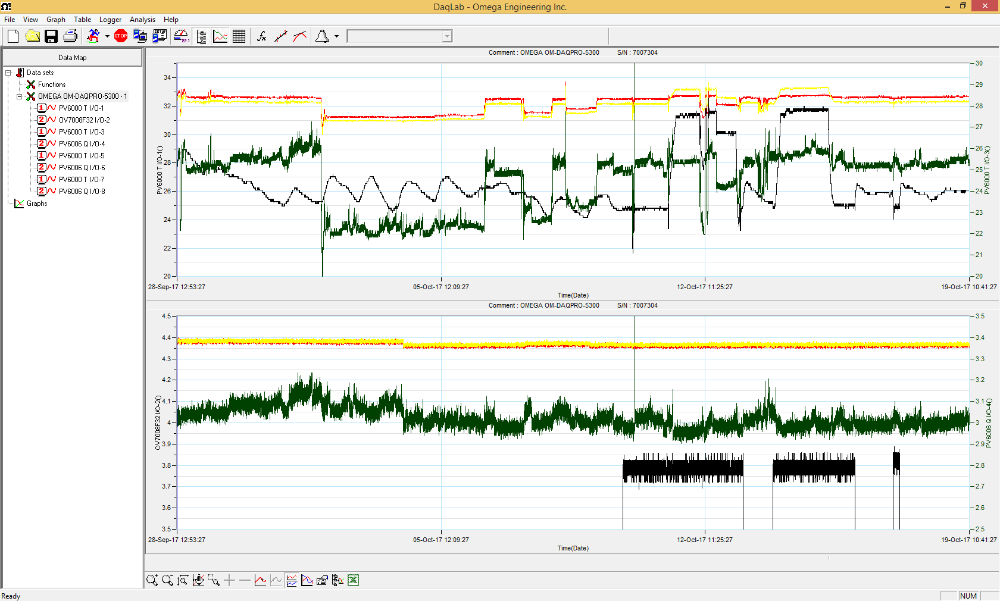 DaqLab - Omega Engineering Inc.
File View Graph Table Logger Analysis Help
STOP SETUP 22.1 fx
Data Map
Data sets
Functions
OMEGA OM-DAQPRO-5300 - 1
1 PV6000 T I/O-1
2 OV7008F32 I/O-2
1 PV6000 T I/O-3
2 PV6006 Q I/O-4
1 PV6000 T I/O-5
2 PV6006 Q I/O-6
1 PV6000 T I/O-7
2 PV6006 Q I/O-8
Graphs
Comment : OMEGA OM-DAQPRO-5300 S/N : 7007304
34
32
30
28
26
24
22
20
PV6000 T I/O-1()
30
29
28
27
26
25
24
23
22
21
20
PV6000 T I/O-3()
28-Sep-17 12:53:27 05-Oct-17 12:09:27 12-Oct-17 11:25:27 19-Oct-17 10:41:27
Time(Date)
Comment : OMEGA OM-DAQPRO-5300 S/N : 7007304
4.5
4.4
4.3
4.2
4.1
4
3.9
3.8
3.7
3.6
3.5
OV7008F32 I/O-2()
3.5
3.4
3.3
3.2
3.1
3
2.9
2.8
2.7
2.6
2.5
PV6006 Q I/O-4()
28-Sep-17 12:53:27 05-Oct-17 12:09:27 12-Oct-17 11:25:27 19-Oct-17 10:41:27
Time(Date)
Ready NUM